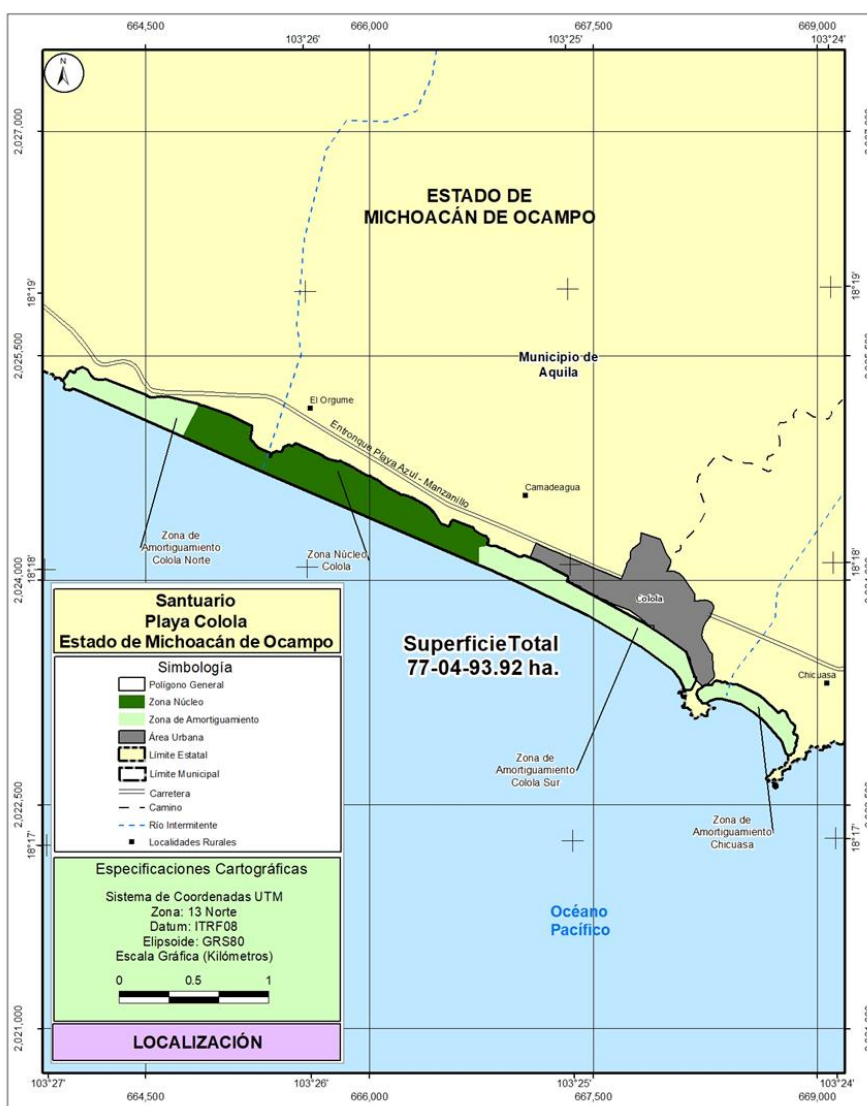 664,500
666,000
667,500
669,000
103°26'
103°25'
103°24'
N
2,027,000
ESTADO DE
MICHOACÁN DE OCAMPO
18°19'
18°19'
2,025,500
Municipio de
Aquila
El Orgume
Entronque Playa Azul - Manzanillo
Camadeagua
Zona de
Amortiguamiento
Colola Norte
Zona Núcleo
Colola
18°18'
18°18'
2,024,000
Colola
Santuario
Playa Colola
Estado de Michoacán de Ocampo
Superficie Total
77-04-93.92 ha.
Chicuasa
Simbología
Polígono General
Zona Núcleo
Zona de Amortiguamiento
Área Urbana
Límite Estatal
Límite Municipal
Carretera
Camino
Río Intermitente
Localidades Rurales
Zona de
Amortiguamiento
Colola Sur
Zona de
Amortiguamiento
Chicuasa
2,022,500
18°17'
18°17'
Especificaciones Cartográficas
Sistema de Coordenadas UTM
Zona: 13 Norte
Datum: ITRF08
Elipsoide: GRS80
Escala Gráfica (Kilómetros)
0 0.5 1
Océano
Pacífico
2,021,000
LOCALIZACIÓN
103°27'
103°26'
103°25'
103°24'
664,500
666,000
667,500
669,000